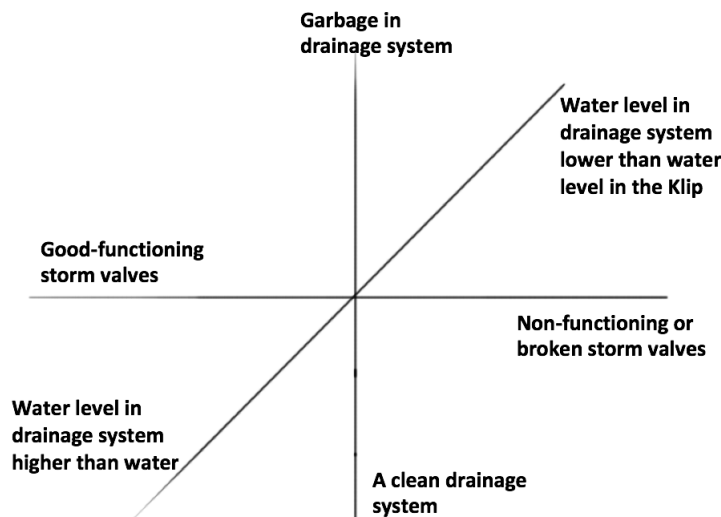 Garbage in
drainage system
Water level in
drainage system
lower than water
level in the Klip
Good-functioning
storm valves
Non-functioning or
broken storm valves
Water level in
drainage system
higher than water
A clean drainage
system